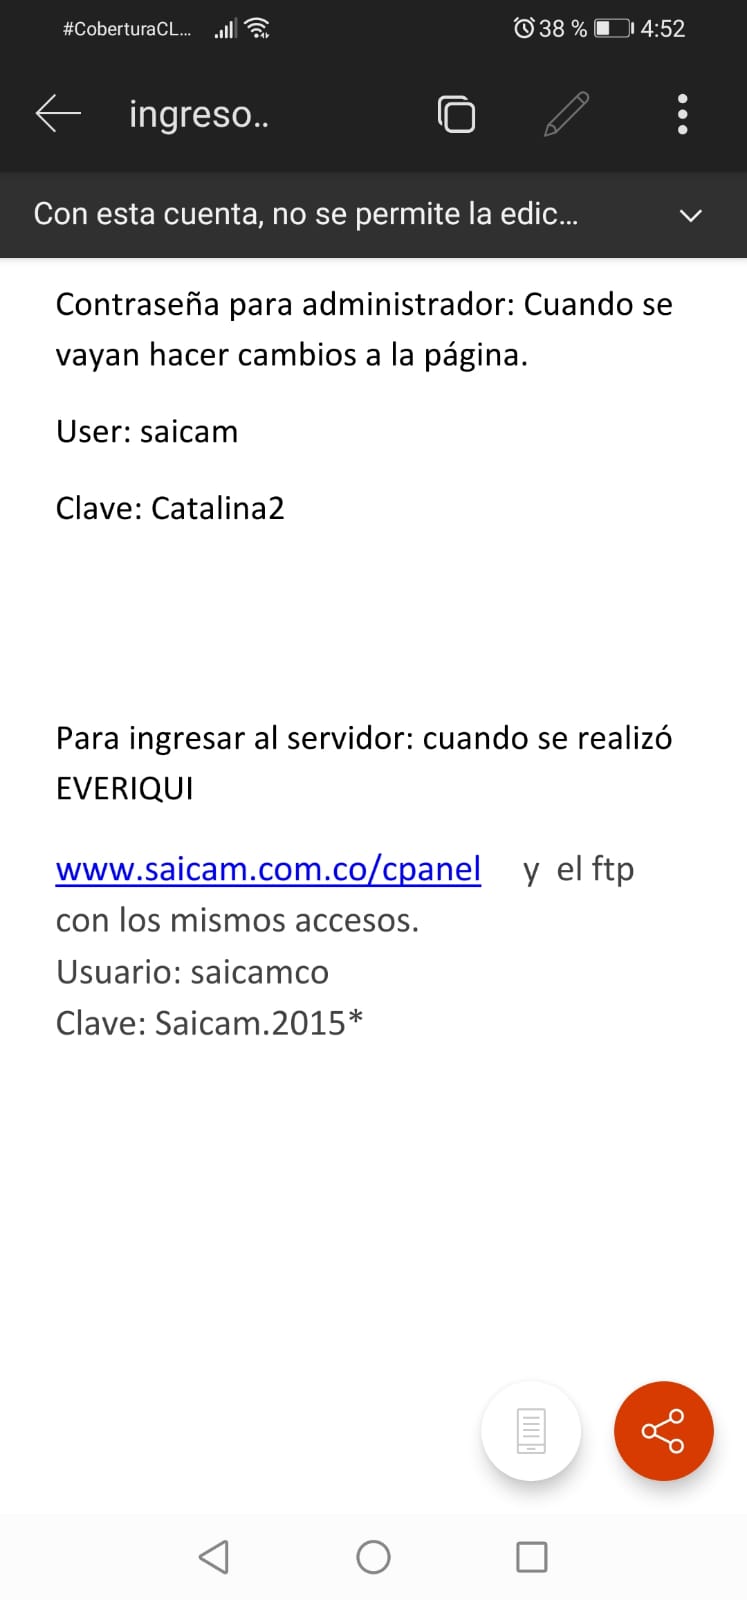 #CoberturaCL... 38 % 4:52
ingreso..
Con esta cuenta, no se permite la edic...
Contraseña para administrador: Cuando se
vayan hacer cambios a la página.
User: saicam
Clave: Catalina2
Para ingresar al servidor: cuando se realizó
EVERIQUI
www.saicam.com.co/cpanel y el ftp
con los mismos accesos.
Usuario: saicamco
Clave: Saicam.2015*